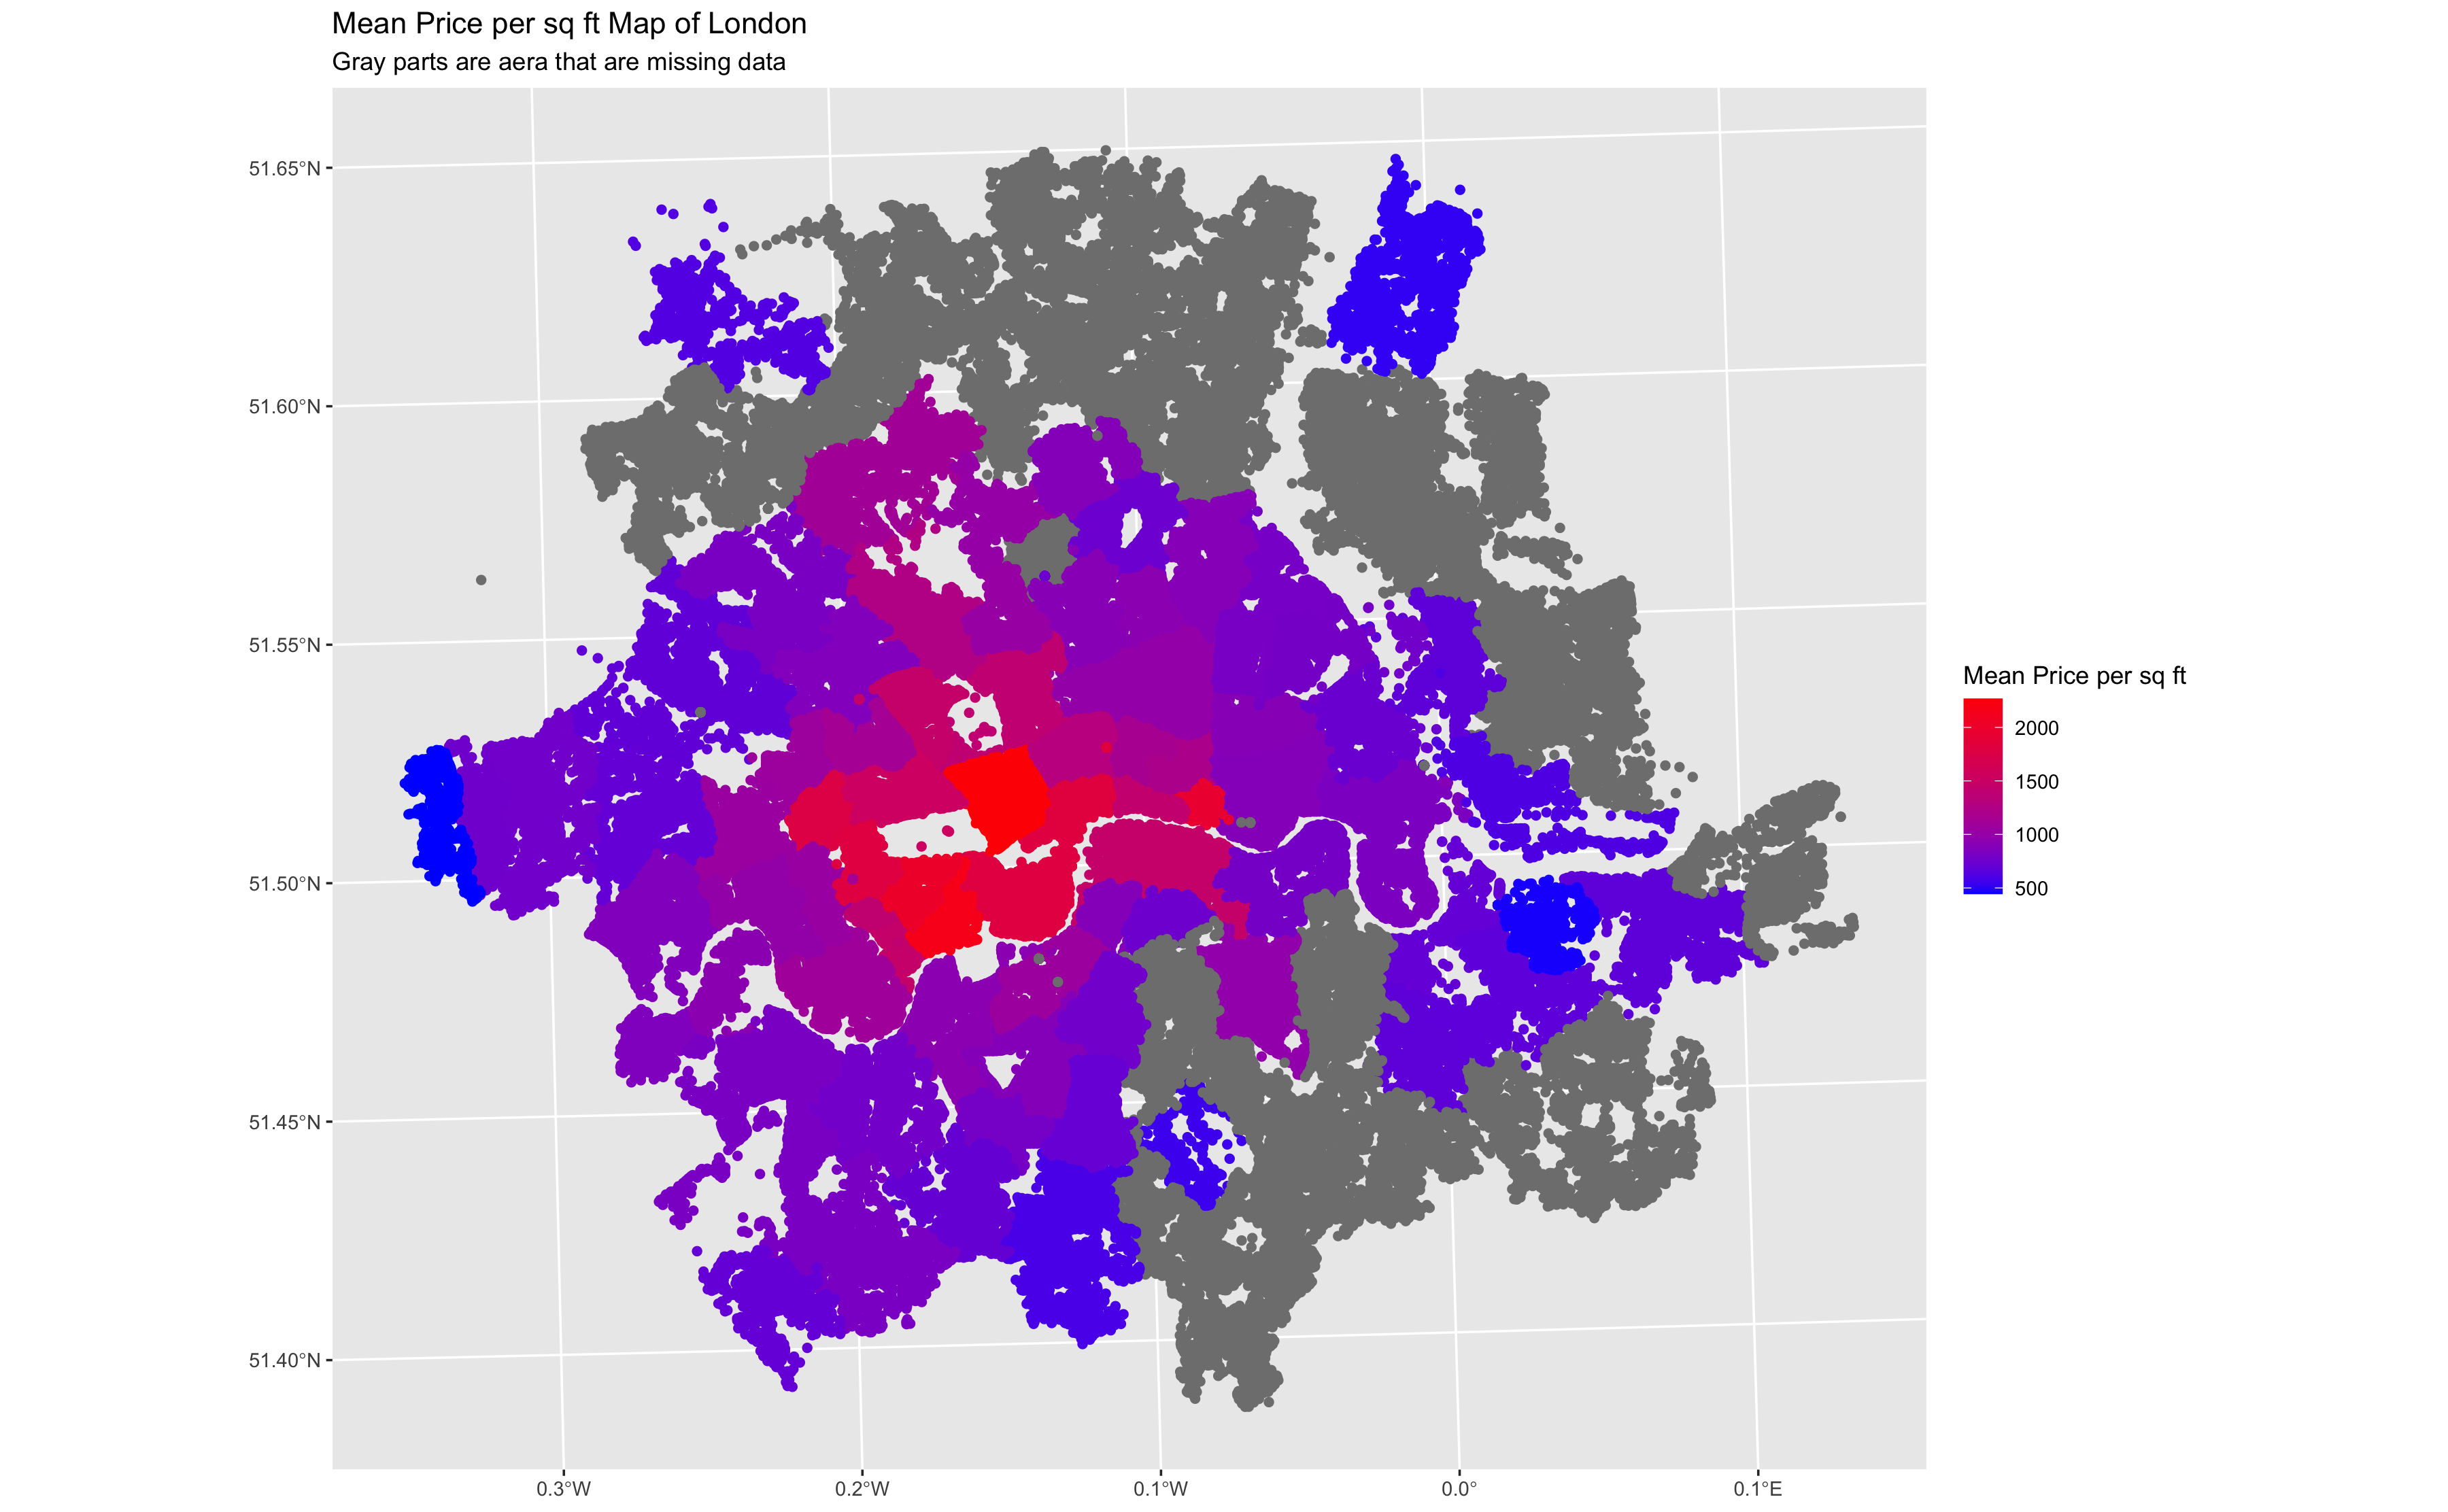 Mean Price per sq ft Map of London
Gray parts are aera that are missing data
51.65°N
51.60°N
51.55°N
51.50°N
51.45°N
51.40°N
0.3°W
0.2°W
0.1°W
0.0°
0.1°E
Mean Price per sq ft
2000
1500
1000
500